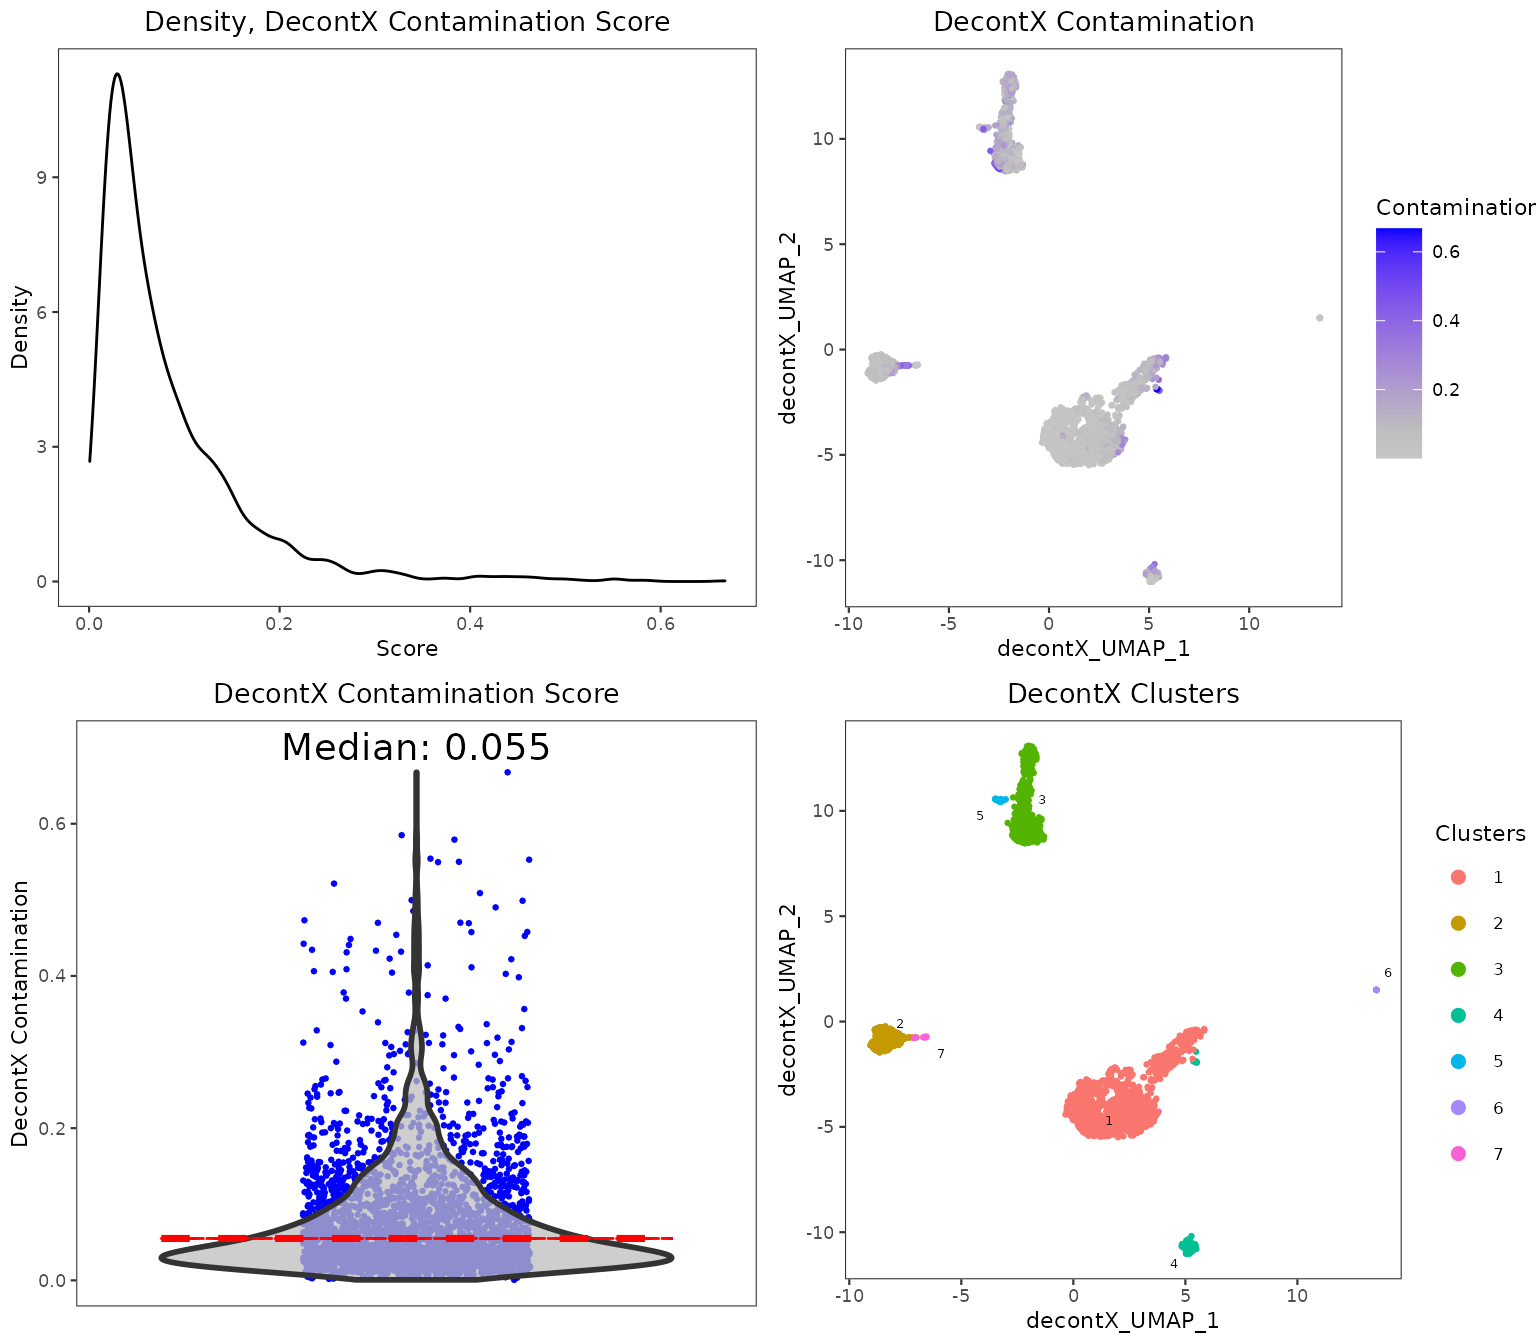 Density, DecontX Contamination Score
Density
9
6
3
0
0.0 0.2 0.4 0.6
Score
DecontX Contamination
decontX_UMAP_2
10
5
0
-5
-10
-10 -5 0 5 10
decontX_UMAP_1
Contamination
0.6
0.4
0.2
DecontX Contamination Score
Median: 0.055
DecontX Contamination
0.6
0.4
0.2
0.0
DecontX Clusters
decontX_UMAP_2
10
5
0
-5
-10
3
5
6
2
7
1
4
-10 -5 0 5 10
decontX_UMAP_1
Clusters
1
2
3
4
5
6
7